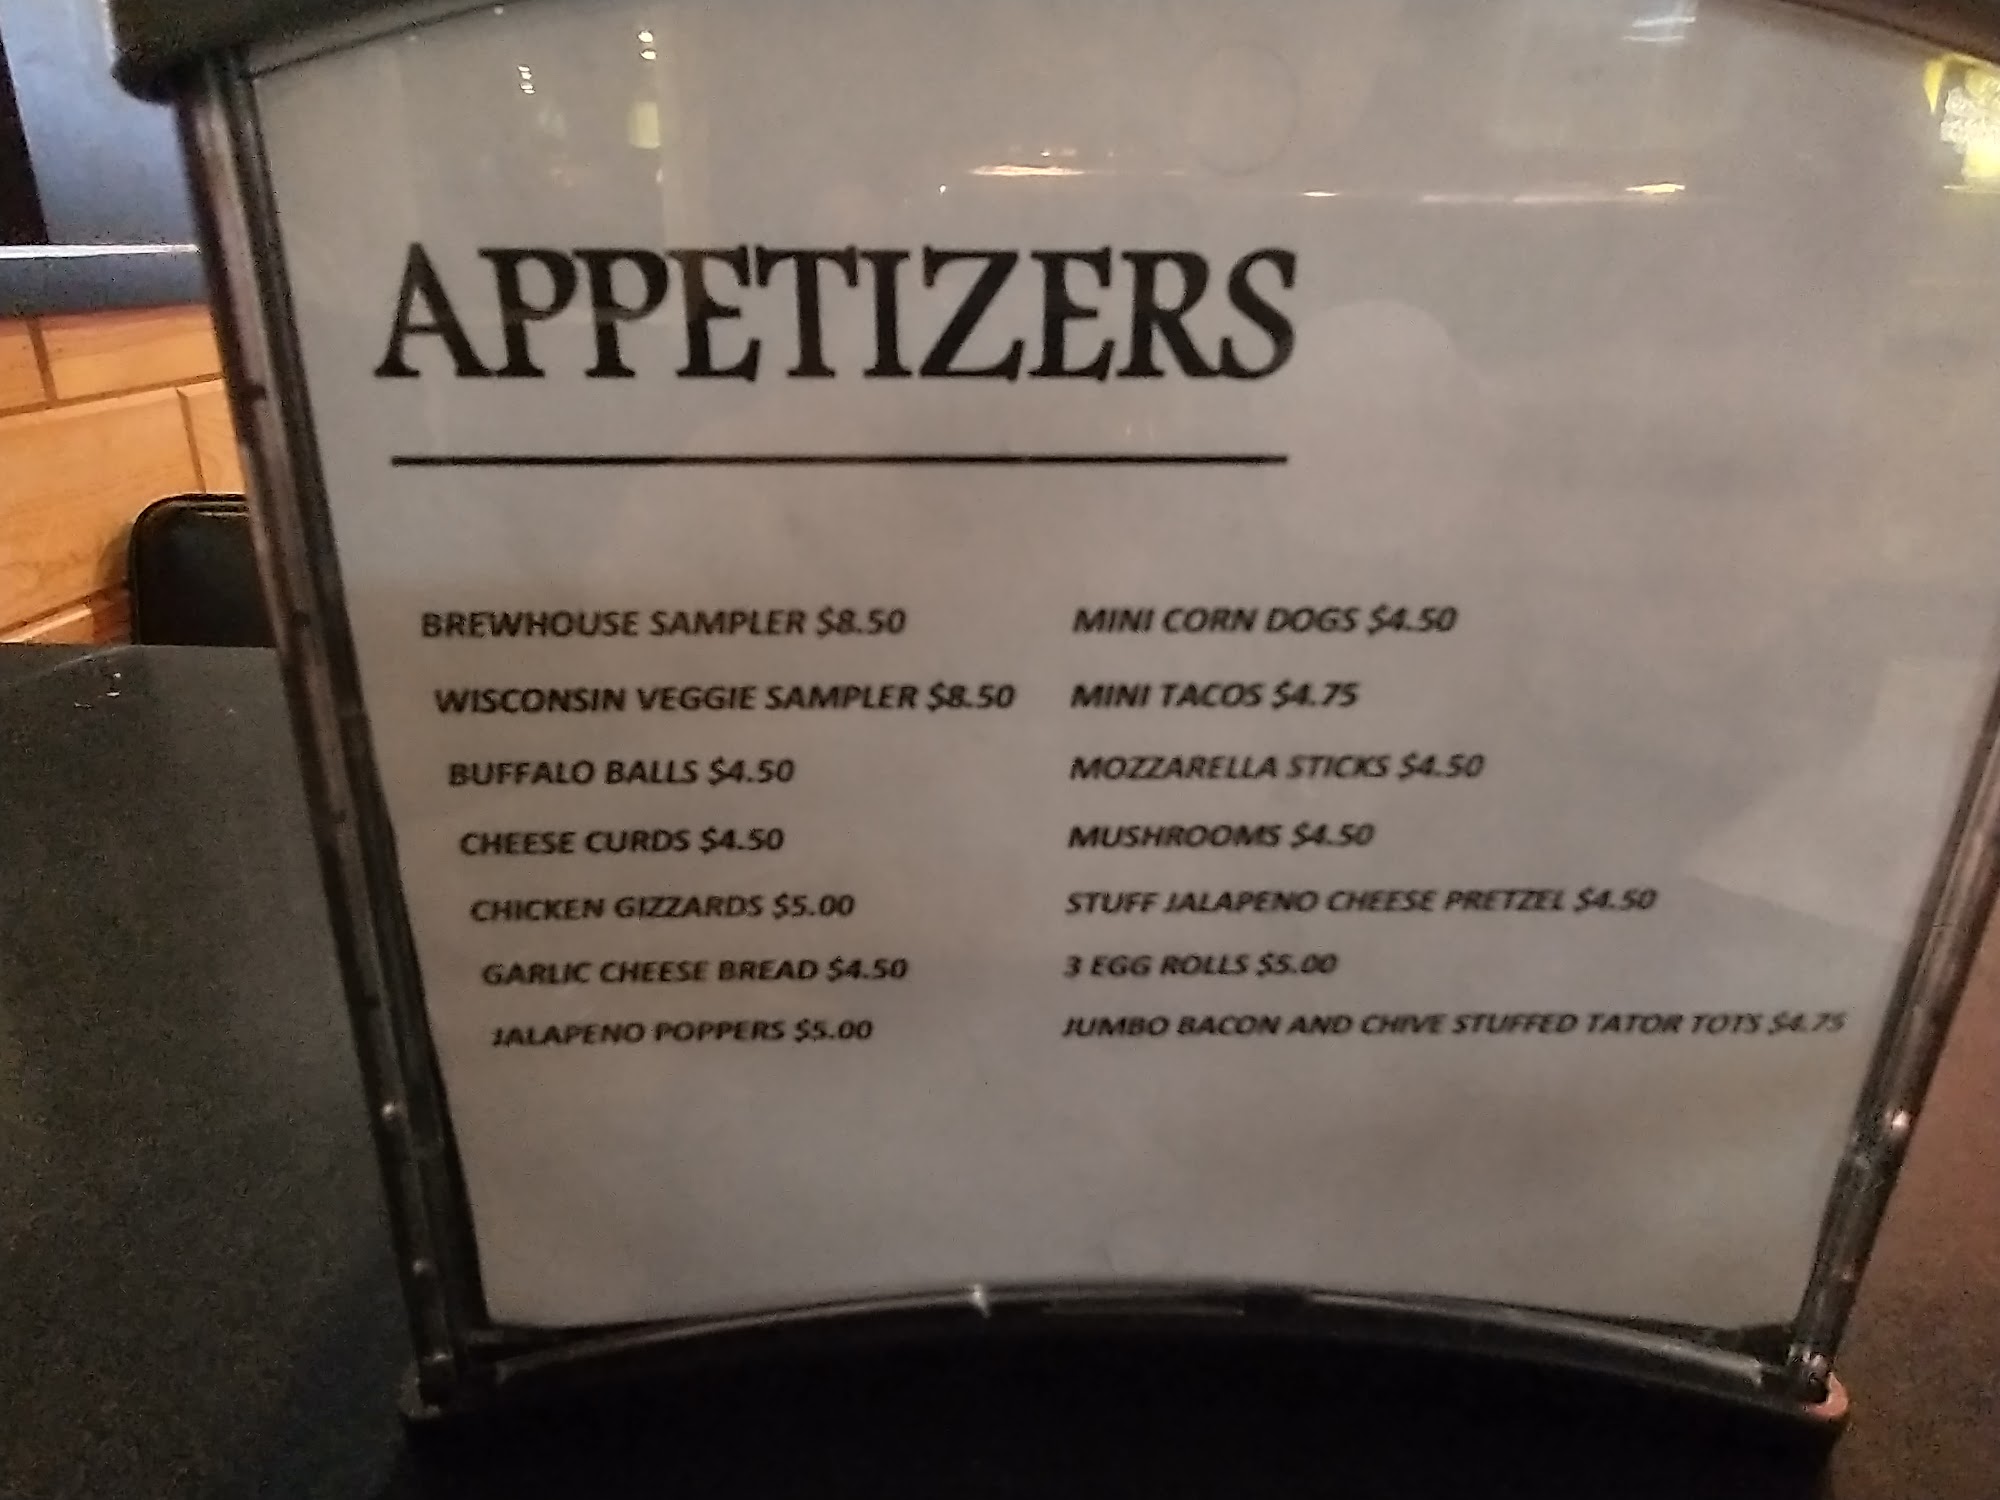 APPETIZERS
BREWHOUSE SAMPLER $8.50
WISCONSIN VEGGIE SAMPLER $8.50
BUFFALO BALLS $4.50
CHEESE CURDS $4.50
CHICKEN GIZZARDS $5.00
GARLIC CHEESE BREAD $4.50
JALAPENO POPPERS $5.00
MINI CORN DOGS $4.50
MINI TACOS $4.75
MOZZARELLA STICKS $4.50
MUSHROOMS $4.50
STUFF JALAPENO CHEESE PRETZEL $4.50
3 EGG ROLLS $5.00
JUMBO BACON AND CHIVE STUFFED TATOR TOTS $4.75